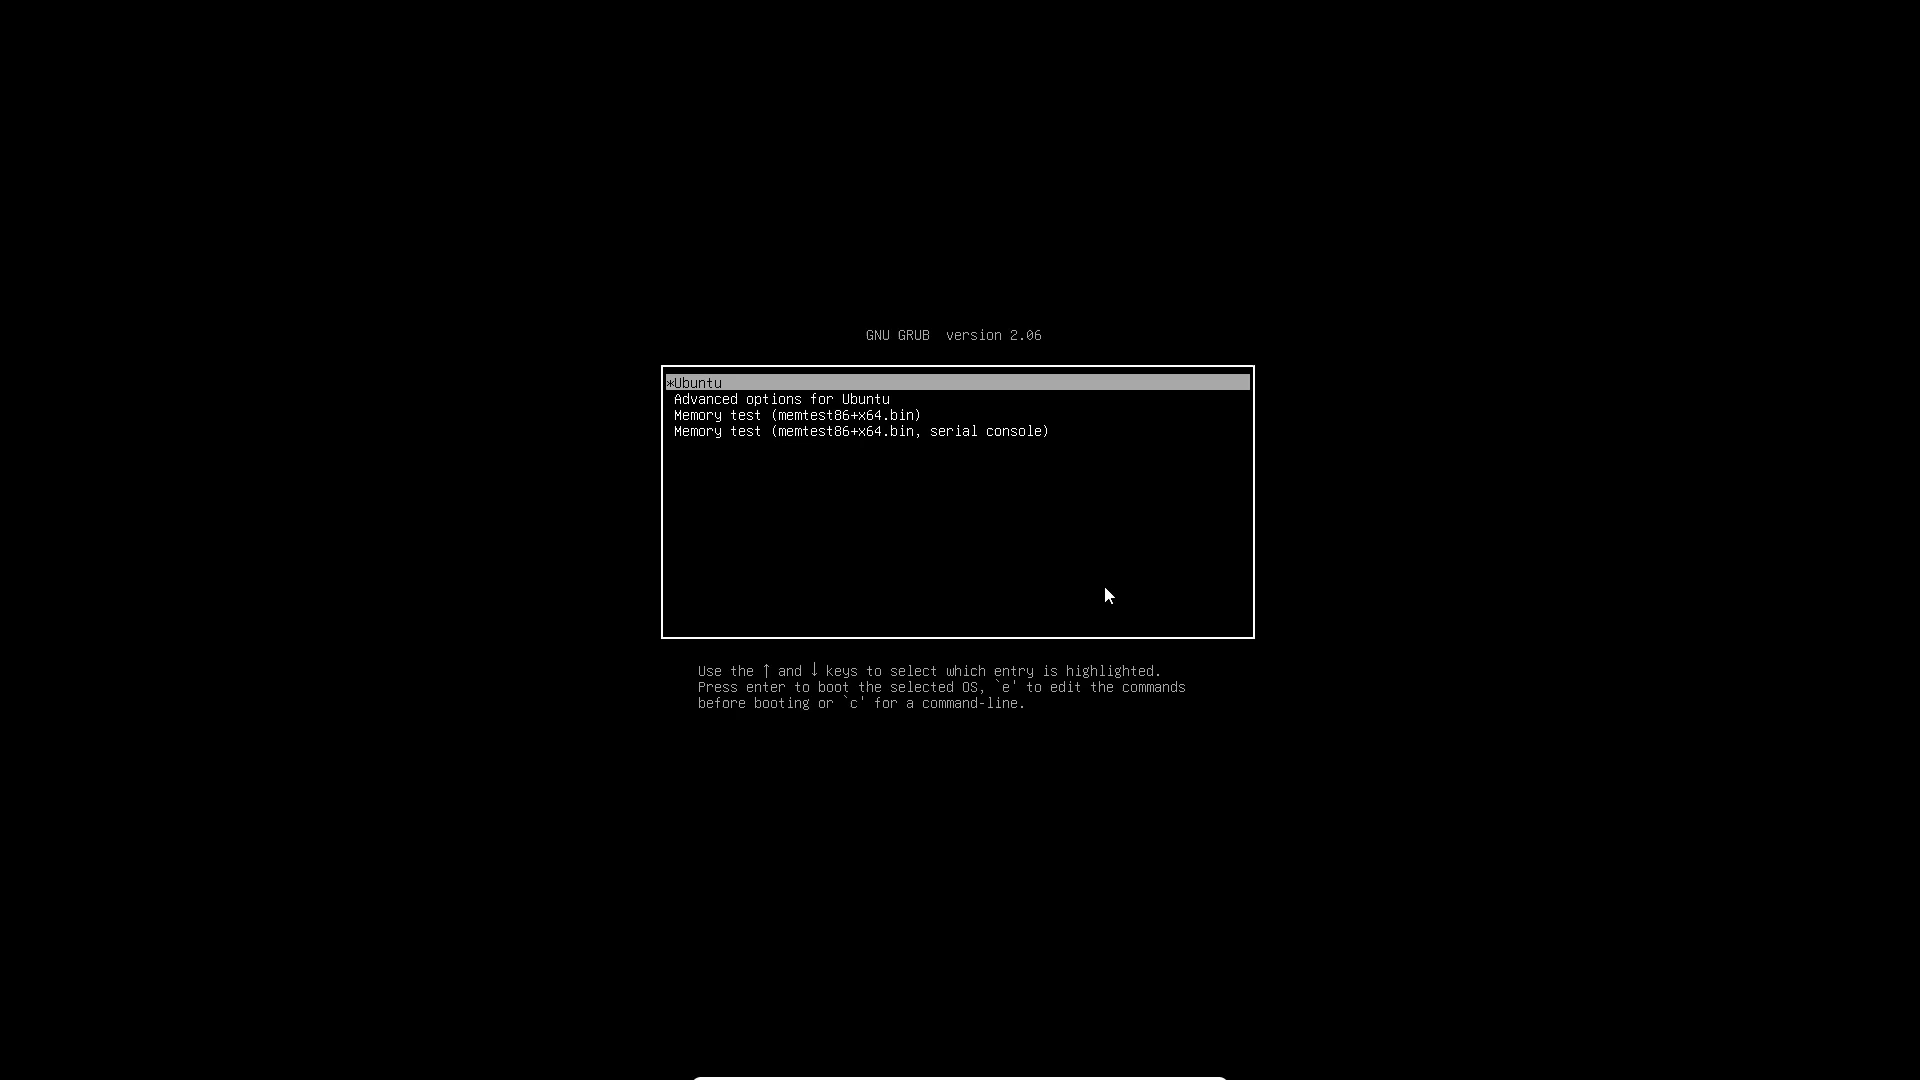 GNU GRUB  version 2.06
*Ubuntu
Advanced options for Ubuntu
Memory test (memtest86+x64.bin)
Memory test (memtest86+x64.bin, serial console)
Use the ↑ and ↓ keys to select which entry is highlighted.
Press enter to boot the selected OS, `e' to edit the commands
before booting or `c' for a command-line.